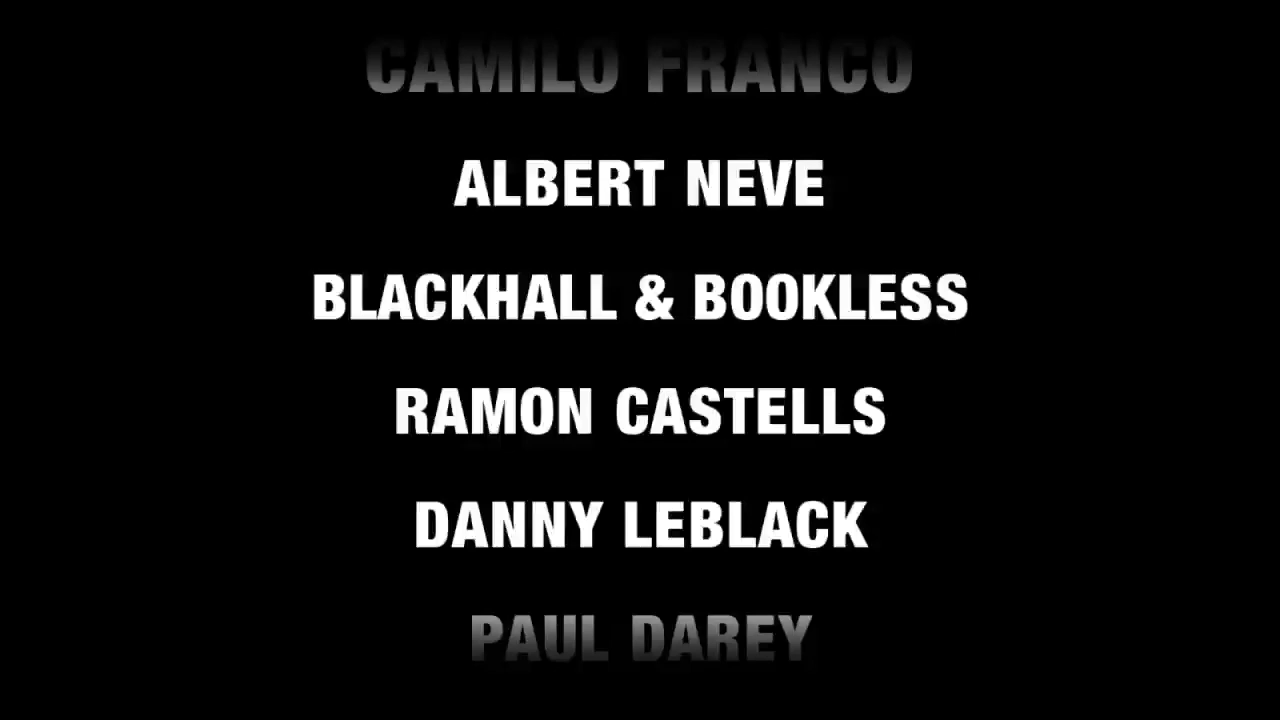 CAMILO FRANCO
ALBERT NEVE
BLACKHALL & BOOKLESS
RAMON CASTELLS
DANNY LEBLACK
PAUL DAREY